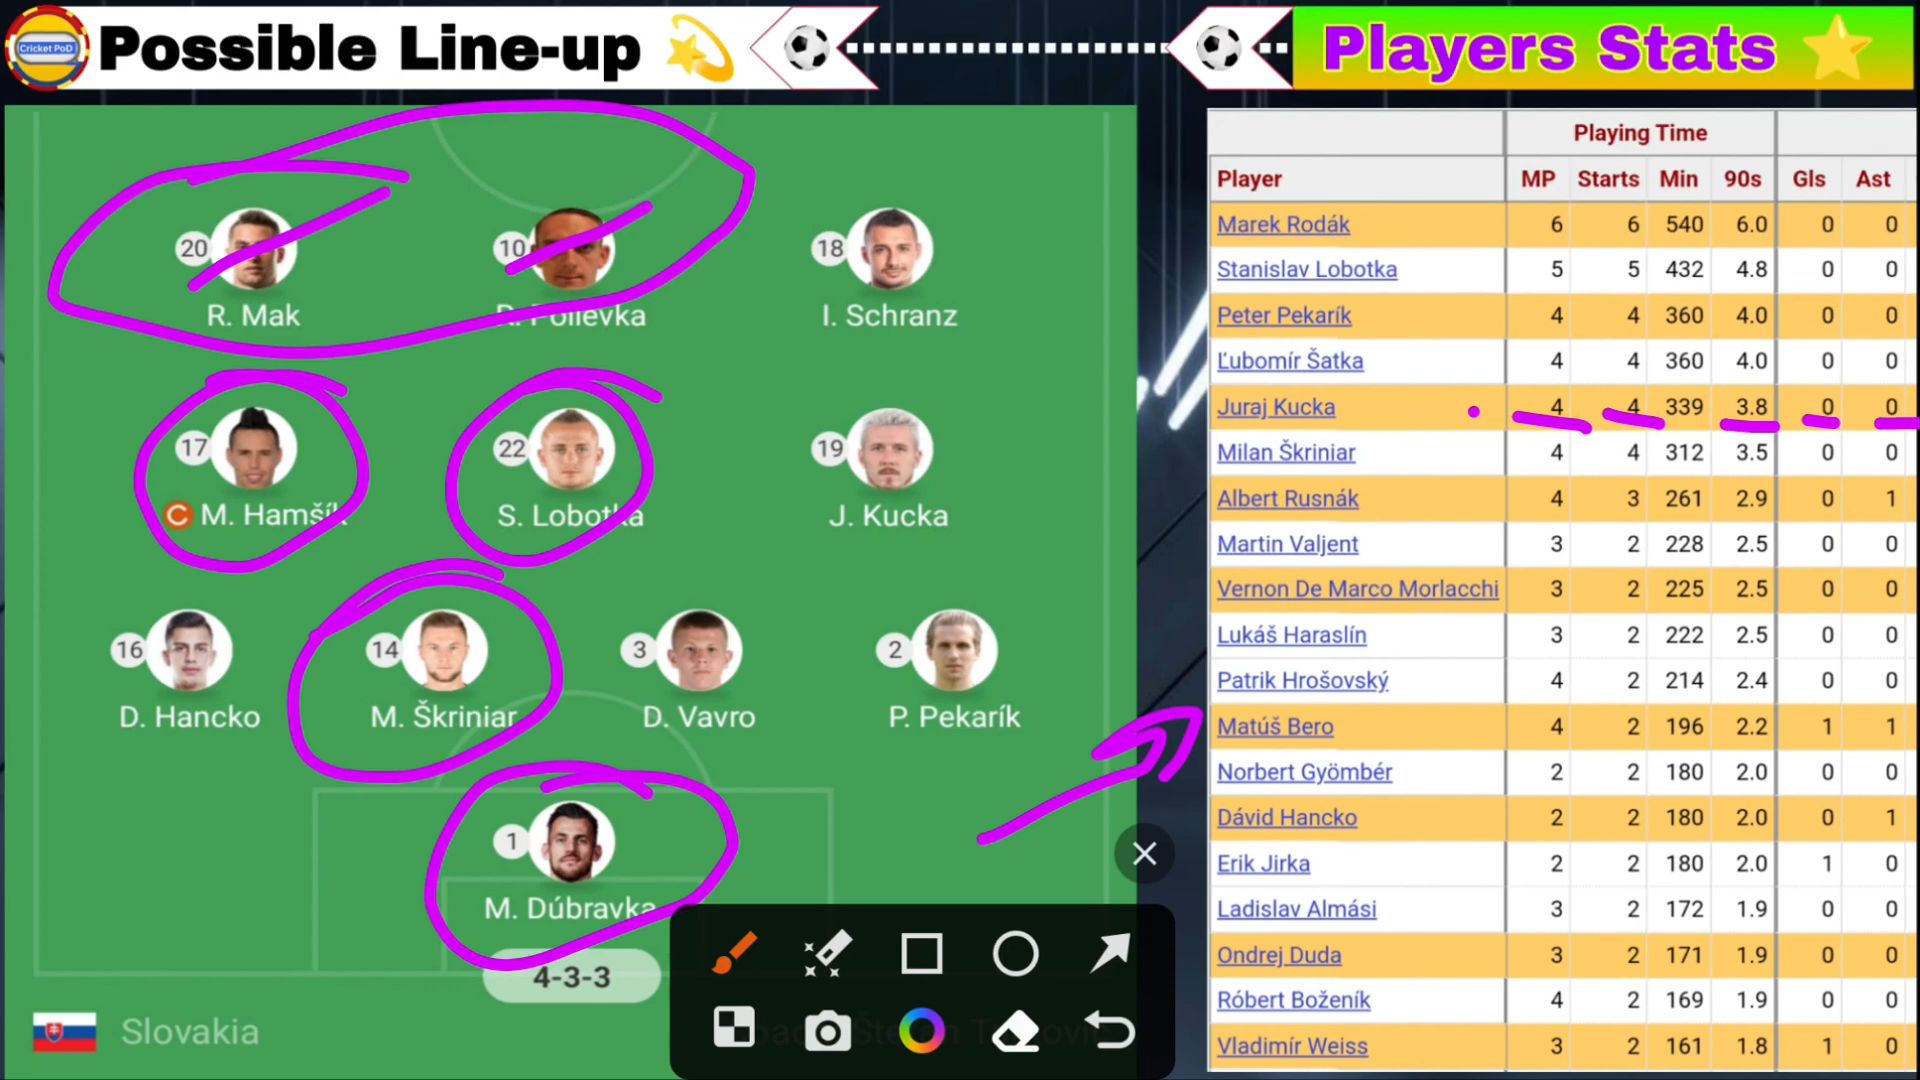 Cricket PoD
Possible Line-up
Players Stats
20
R. Mak
10
R. Polievka
18
I. Schranz
17
C M. Hamšík
22
S. Lobotka
19
J. Kucka
16
D. Hancko
14
M. Škriniar
3
D. Vavro
2
P. Pekarík
1
M. Dúbravka
4-3-3
Slovakia
Playing Time
Player MP Starts Min 90s Gls Ast
Marek Rodák 6 6 540 6.0 0 0
Stanislav Lobotka 5 5 432 4.8 0 0
Peter Pekarík 4 4 360 4.0 0 0
Ľubomír Šatka 4 4 360 4.0 0 0
Juraj Kucka 4 4 339 3.8 0 0
Milan Škriniar 4 4 312 3.5 0 0
Albert Rusnák 4 3 261 2.9 0 1
Martin Valjent 3 2 228 2.5 0 0
Vernon De Marco Morlacchi 3 2 225 2.5 0 0
Lukáš Haraslín 3 2 222 2.5 0 0
Patrik Hrošovský 4 2 214 2.4 0 0
Matúš Bero 4 2 196 2.2 1 1
Norbert Gyömbér 2 2 180 2.0 0 0
Dávid Hancko 2 2 180 2.0 0 1
Erik Jirka 2 2 180 2.0 1 0
Ladislav Almási 3 2 172 1.9 0 0
Ondrej Duda 3 2 171 1.9 0 0
Róbert Boženík 4 2 169 1.9 0 0
Vladimír Weiss 3 2 161 1.8 1 0